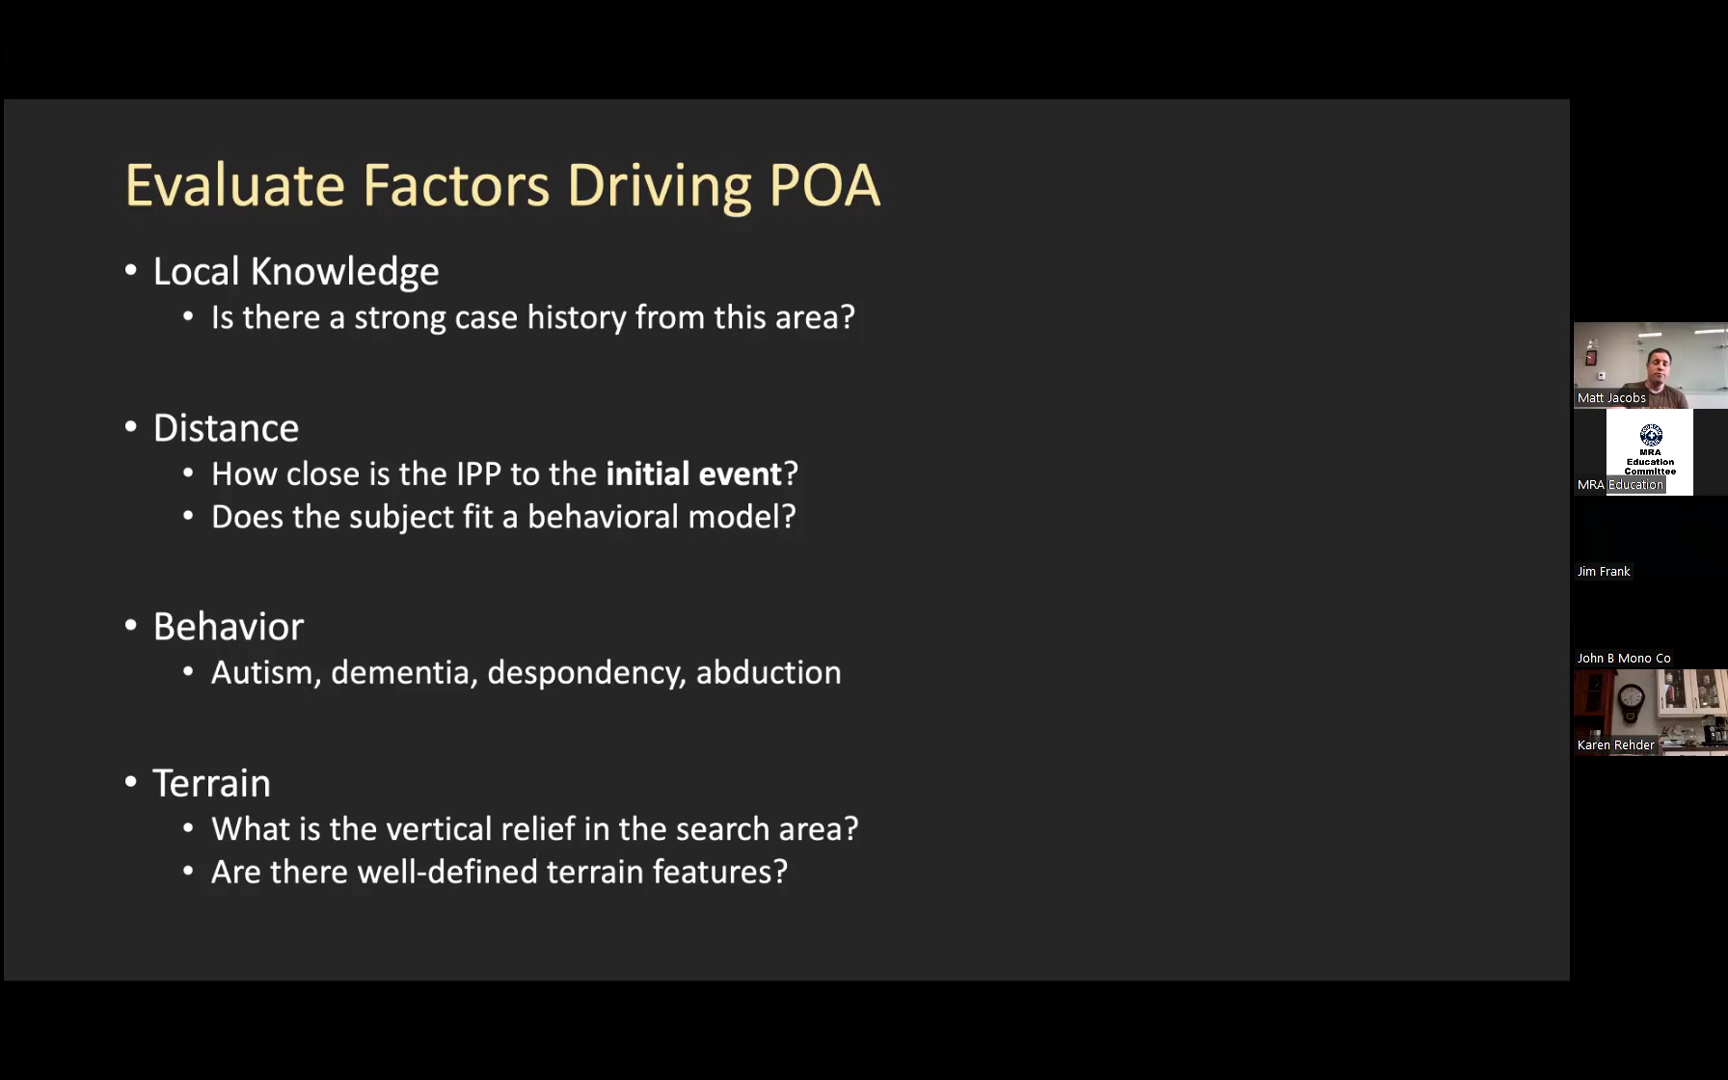 Evaluate Factors Driving POA
• Local Knowledge
• Is there a strong case history from this area?
• Distance
• How close is the IPP to the initial event?
• Does the subject fit a behavioral model?
• Behavior
• Autism, dementia, despondency, abduction
• Terrain
• What is the vertical relief in the search area?
• Are there well-defined terrain features?
Matt Jacobs
MRA
Education
Committee
MRA Education
Jim Frank
John B Mono Co
Karen Rehder